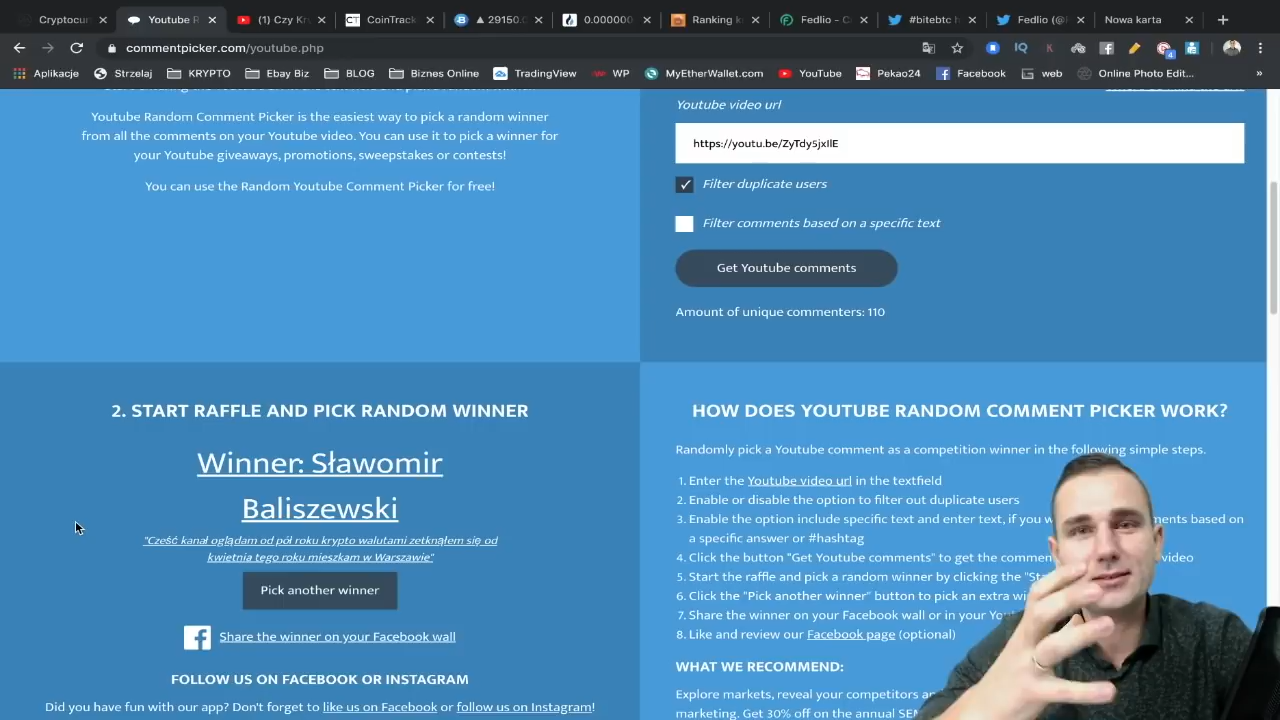 Cryptocur
Youtube R
(1) Czy Kr
CoinTrack
▲ 29150.0
0.000000
Ranking k
Fedlio - C
#bitebtc h
Fedlio (@
Nowa karta
commentpicker.com/youtube.php
Aplikacje
Strzelaj
KRYPTO
Ebay Biz
BLOG
Biznes Online
TradingView
WP
MyEtherWallet.com
YouTube
Pekao24
Facebook
web
Online Photo Edit...
»
Youtube Random Comment Picker is the easiest way to pick a random winner
from all the comments on your Youtube video. You can use it to pick a winner for
your Youtube giveaways, promotions, sweepstakes or contests!
You can use the Random Youtube Comment Picker for free!
Youtube video url
https://youtu.be/ZyTdy5jxIlE
Filter duplicate users
Filter comments based on a specific text
Get Youtube comments
Amount of unique commenters: 110
2. START RAFFLE AND PICK RANDOM WINNER
Winner: Sławomir
Baliszewski
"Cześć kanał oglądam od pół roku krypto walutami zetknąłem się od
kwietnia tego roku mieszkam w Warszawie"
Pick another winner
Share the winner on your Facebook wall
FOLLOW US ON FACEBOOK OR INSTAGRAM
Did you have fun with our app? Don't forget to like us on Facebook or follow us on Instagram!
HOW DOES YOUTUBE RANDOM COMMENT PICKER WORK?
Randomly pick a Youtube comment as a competition winner in the following simple steps.
1. Enter the Youtube video url in the textfield
2. Enable or disable the option to filter out duplicate users
3. Enable the option include specific text and enter text, if you w ments based on
a specific answer or #hashtag
4. Click the button "Get Youtube comments" to get the commen video
5. Start the raffle and pick a random winner by clicking the "Sta
6. Click the "Pick another winner" button to pick an extra wi
7. Share the winner on your Facebook wall or in your You
8. Like and review our Facebook page (optional)
WHAT WE RECOMMEND:
Explore markets, reveal your competitors a
marketing. Get 30% off on the annual SEM